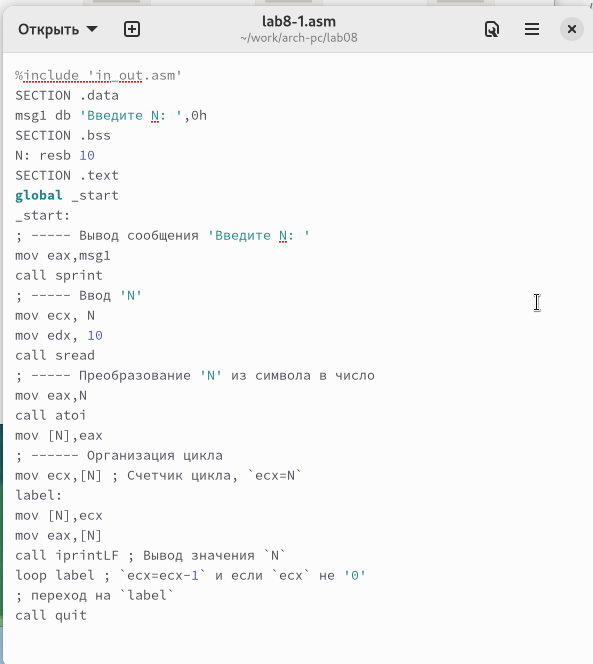 Открыть
lab8-1.asm
~/work/arch-pc/lab08
%include 'in_out.asm'
SECTION .data
msg1 db 'Введите N: ',0h
SECTION .bss
N: resb 10
SECTION .text
global _start
_start:
; ----- Вывод сообщения 'Введите N: '
mov eax,msg1
call sprint
; ----- Ввод 'N'
mov ecx, N
mov edx, 10
call sread
; ----- Преобразование 'N' из символа в число
mov eax,N
call atoi
mov [N],eax
; ------ Организация цикла
mov ecx,[N] ; Счетчик цикла, `ecx=N`
label:
mov [N],ecx
mov eax,[N]
call iprintLF ; Вывод значения `N`
loop label ; `ecx=ecx-1` и если `ecx` не '0'
; переход на `label`
call quit